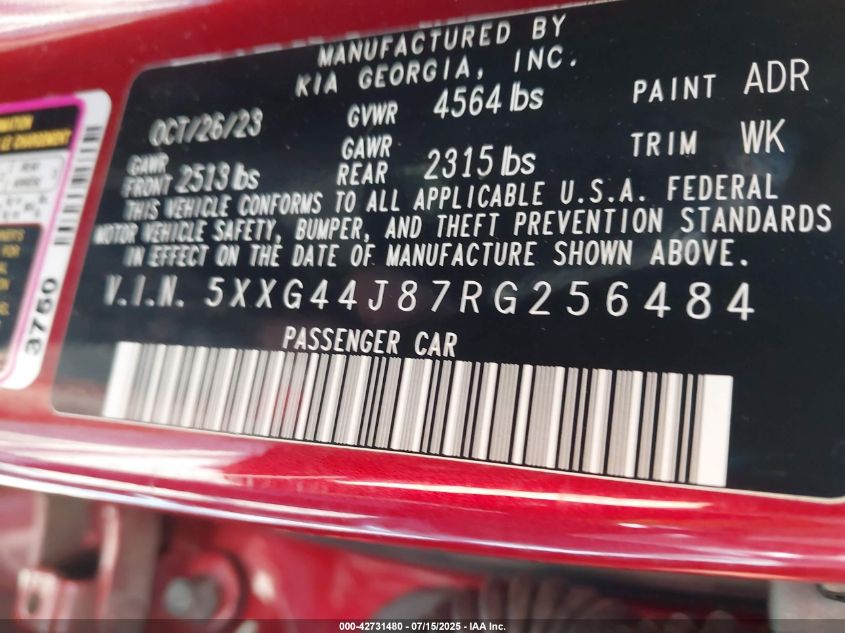 MANUFACTURED BY
KIA GEORGIA, INC.
OCT/26/23 GVWR 4564 lbs PAINT ADR
GAWR FRONT 2513 lbs GAWR REAR 2315 lbs TRIM WK
THIS VEHICLE CONFORMS TO ALL APPLICABLE U.S.A. FEDERAL
MOTOR VEHICLE SAFETY, BUMPER, AND THEFT PREVENTION STANDARDS
IN EFFECT ON THE DATE OF MANUFACTURE SHOWN ABOVE.
V.I.N. 5XXG44J87RG256484
PASSENGER CAR
3750
000-42731480 - 07/15/2025 - IAA Inc.